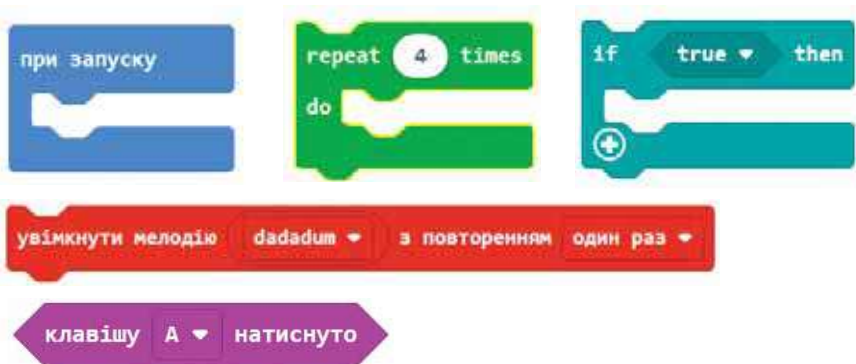 при запуску
repeat 4 times
do
if true then
увімкнути мелодію dadadum з повторенням один раз
клавішу A натиснуто